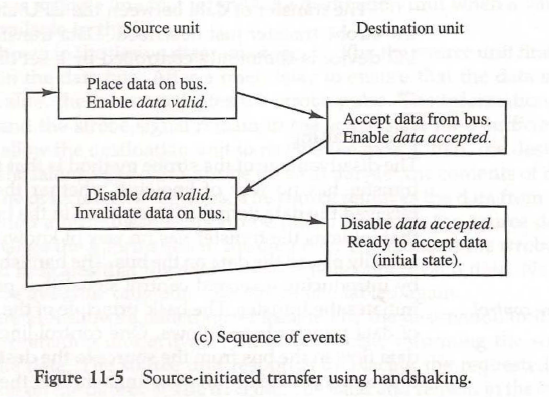 Source unit
Destination unit
Place data on bus.
Enable data valid.
Accept data from bus.
Enable data accepted.
Disable data valid.
Invalidate data on bus.
Disable data accepted.
Ready to accept data
(initial state).
(c) Sequence of events
Figure 11-5 Source-initiated transfer using handshaking.